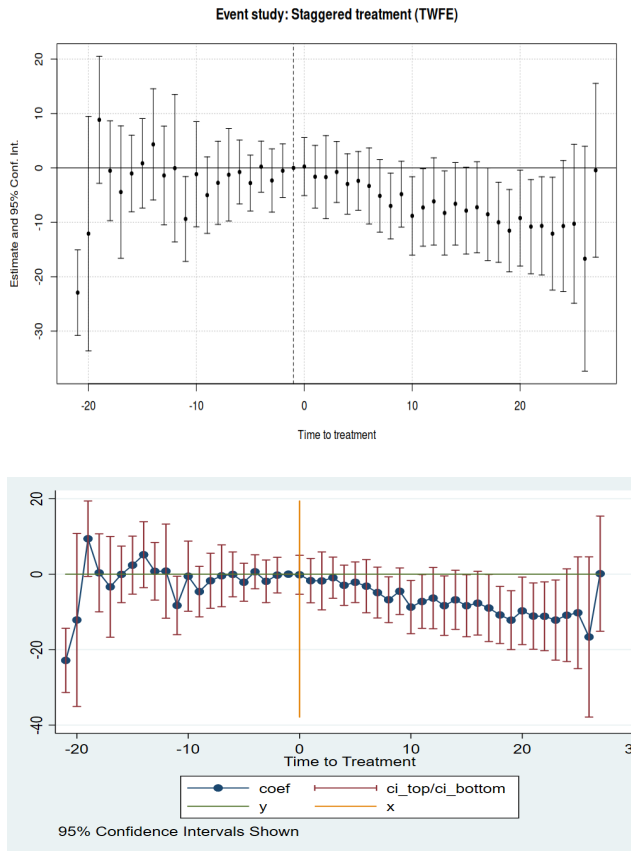 Event study: Staggered treatment (TWFE)
Estimate and 95% Conf. Int.
20
10
0
-10
-20
-30
-20 -10 0 10 20
Time to treatment
20
0
-20
-40
-20 -10 0 10 20 3
Time to Treatment
coef ci_top/ci_bottom
y x
95% Confidence Intervals Shown